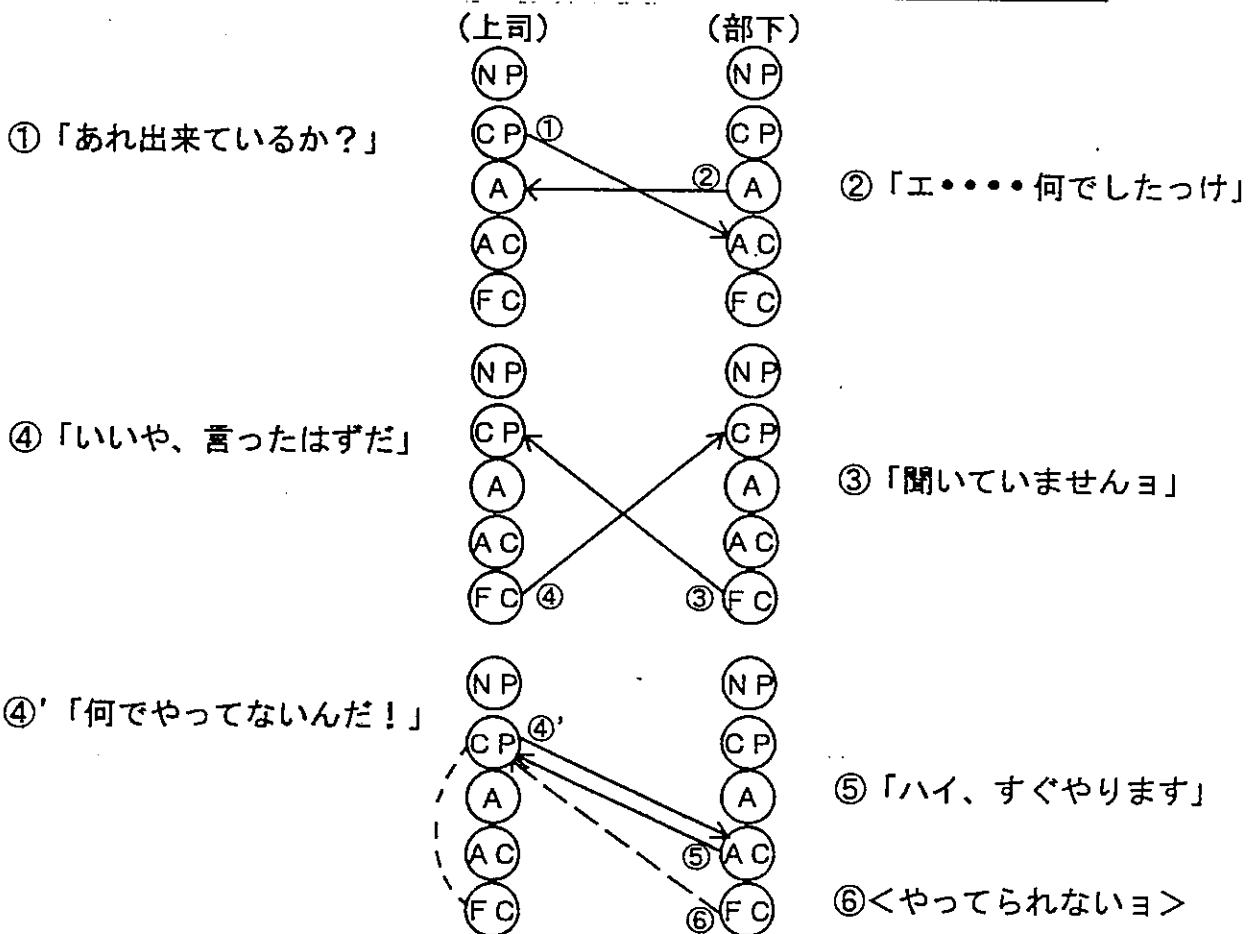 (上司) (部下)
NP NP
①「あれ出来ているか?」 CP ① CP
A ② A ②「エ・・・・何でしたっけ」
AC A.C
FC FC
NP NP
④「いいや、言ったはずだ」 CP CP
A A ③「聞いていませんョ」
AC AC
FC ④ ③ FC
NP NP
④'「何でやってないんだ!」 CP ④' CP
A A ⑤「ハイ、すぐやります」
AC ⑤ AC
FC ⑥ FC ⑥<やってられないョ>